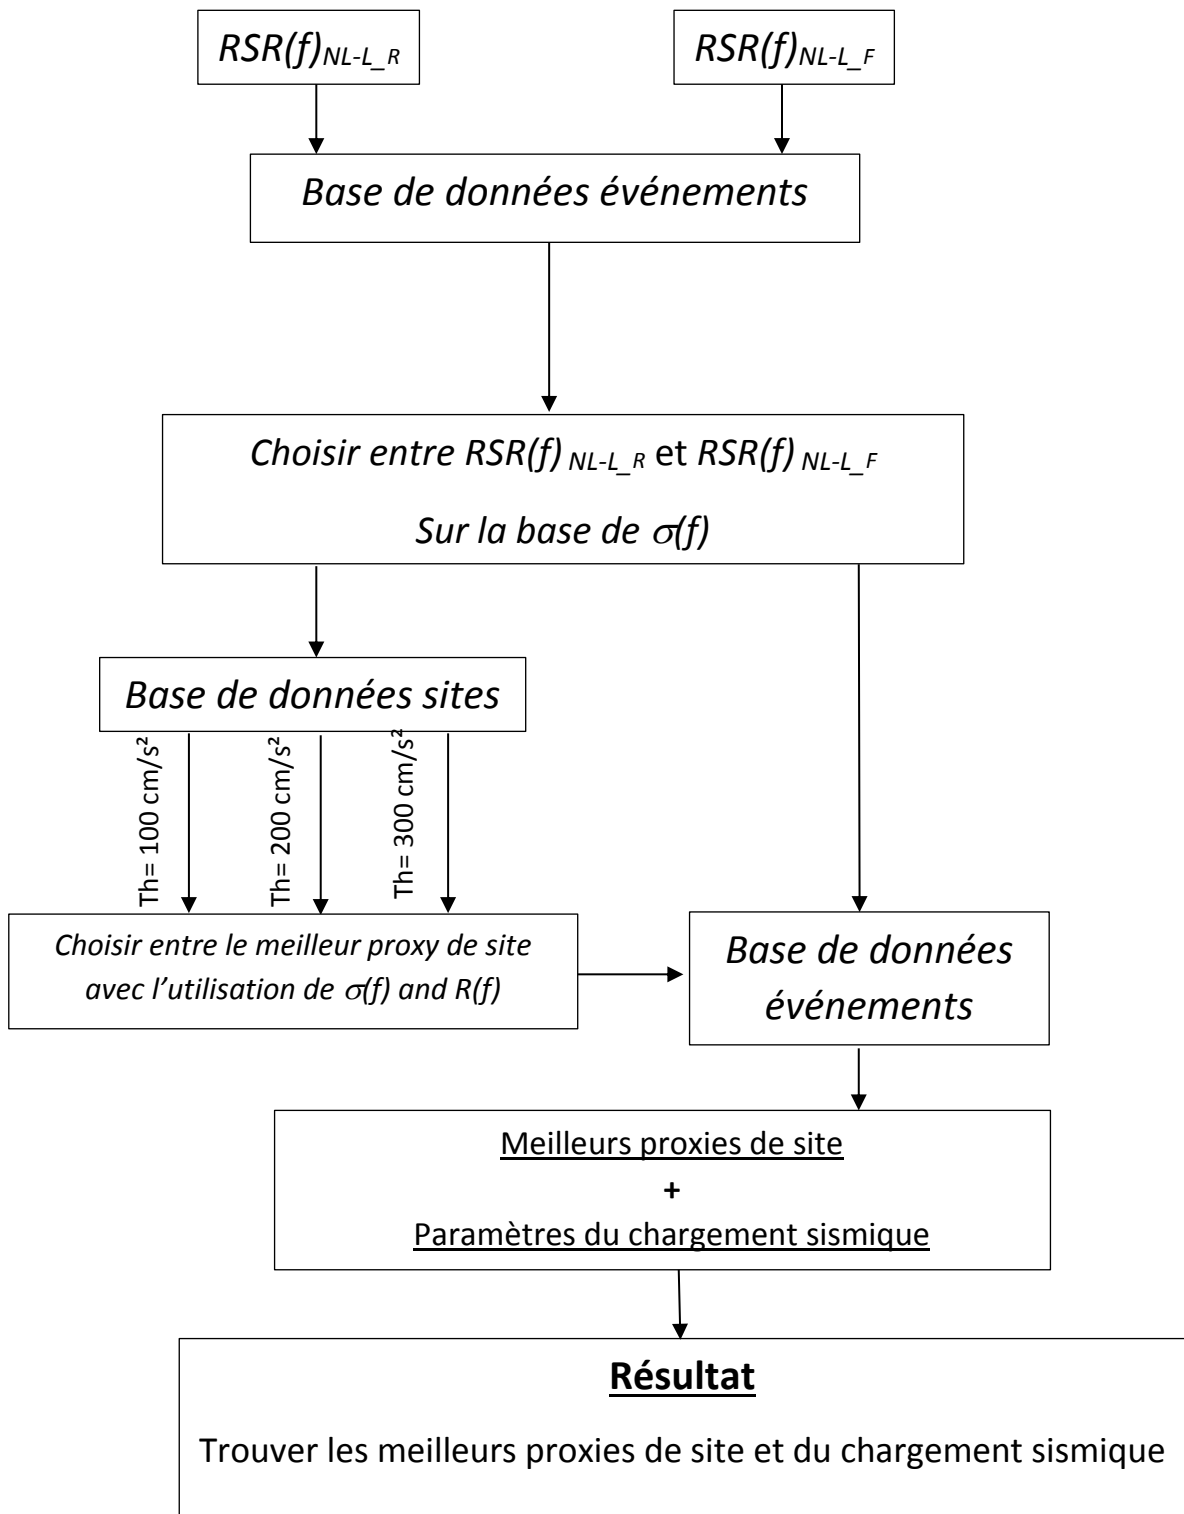 RSR(f)NL-L_R
RSR(f)NL-L_F
Base de données événements
Choisir entre RSR(f) NL-L_R et RSR(f) NL-L_F
Sur la base de σ(f)
Base de données sites
Th= 100 cm/s²
Th= 200 cm/s²
Th= 300 cm/s²
Choisir entre le meilleur proxy de site
avec l’utilisation de σ(f) and R(f)
Base de données
événements
Meilleurs proxies de site
+
Paramètres du chargement sismique
Résultat
Trouver les meilleurs proxies de site et du chargement sismique